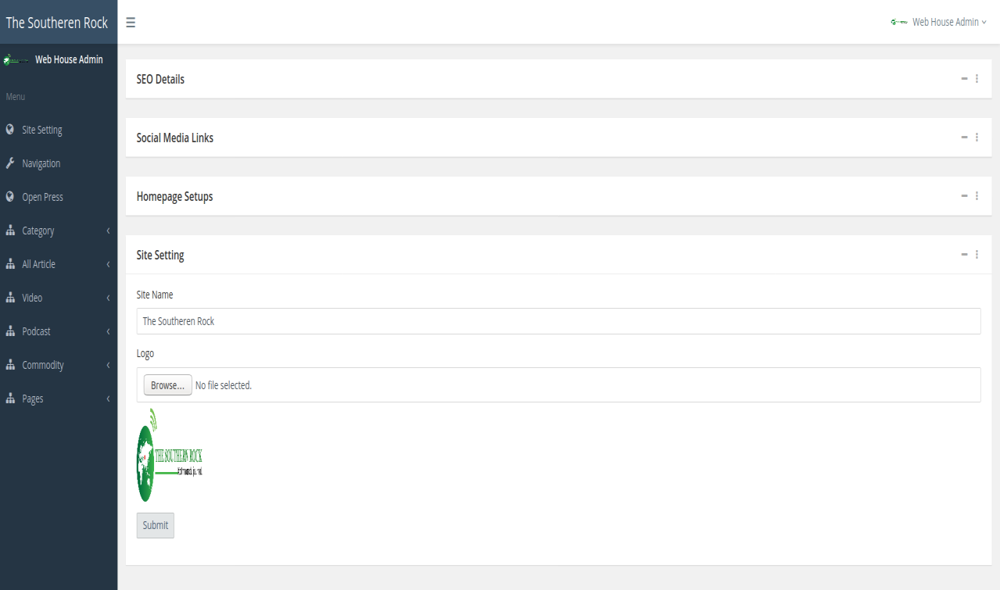 The Southeren Rock
Web House Admin
Web House Admin
Menu
Site Setting
Navigation
Open Press
Category
All Article
Video
Podcast
Commodity
Pages
SEO Details
Social Media Links
Homepage Setups
Site Setting
Site Name
The Southeren Rock
Logo
Browse... No file selected.
THE SOUTHERN ROCK
Submit